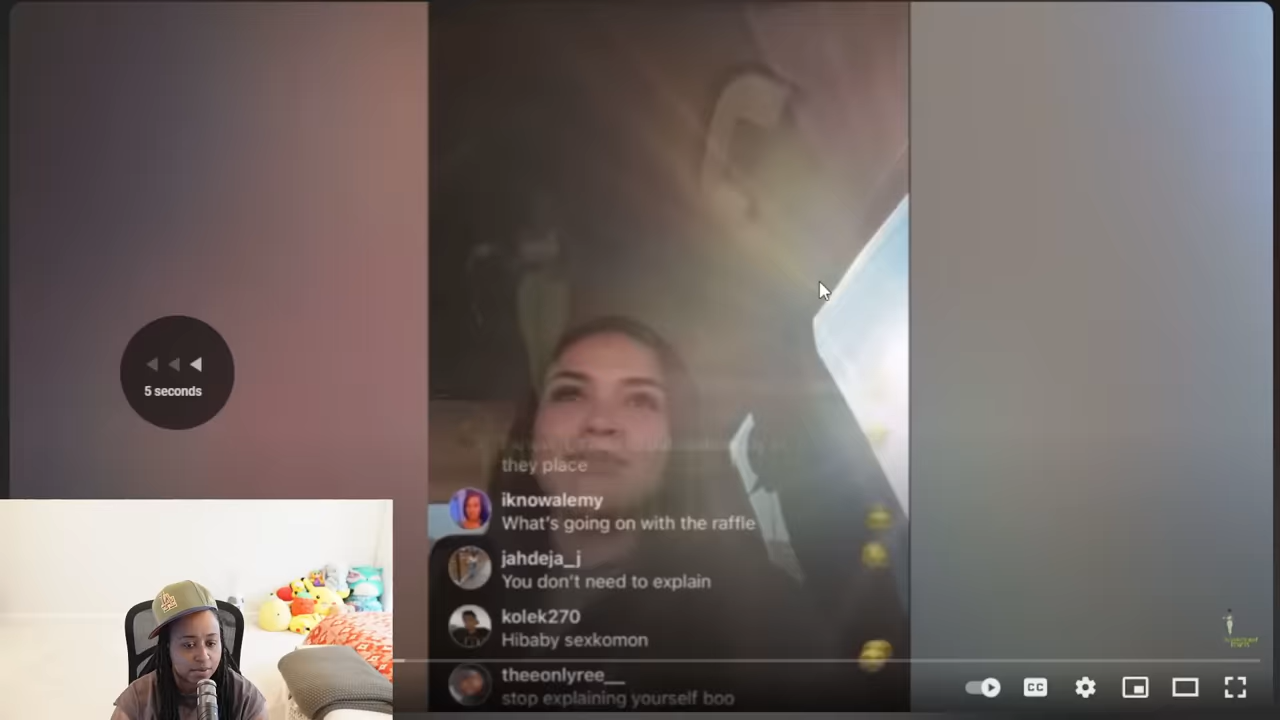 5 seconds
they place
iknowalemy
What's going on with the raffle
jahdeja_j
You don't need to explain
kolek270
Hibaby sexkomon
theeonlyree__
stop explaining yourself boo
CC